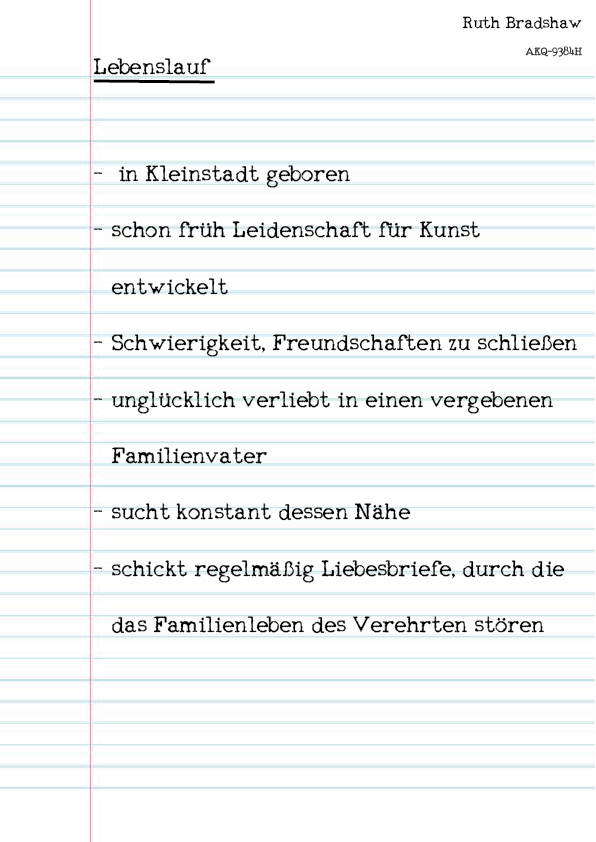 Ruth Bradshaw
AKQ-9384H
Lebenslauf
- in Kleinstadt geboren
- schon früh Leidenschaft für Kunst
entwickelt
- Schwierigkeit, Freundschaften zu schließen
- unglücklich verliebt in einen vergebenen
Familienvater
- sucht konstant dessen Nähe
- schickt regelmäßig Liebesbriefe, durch die
das Familienleben des Verehrten stören